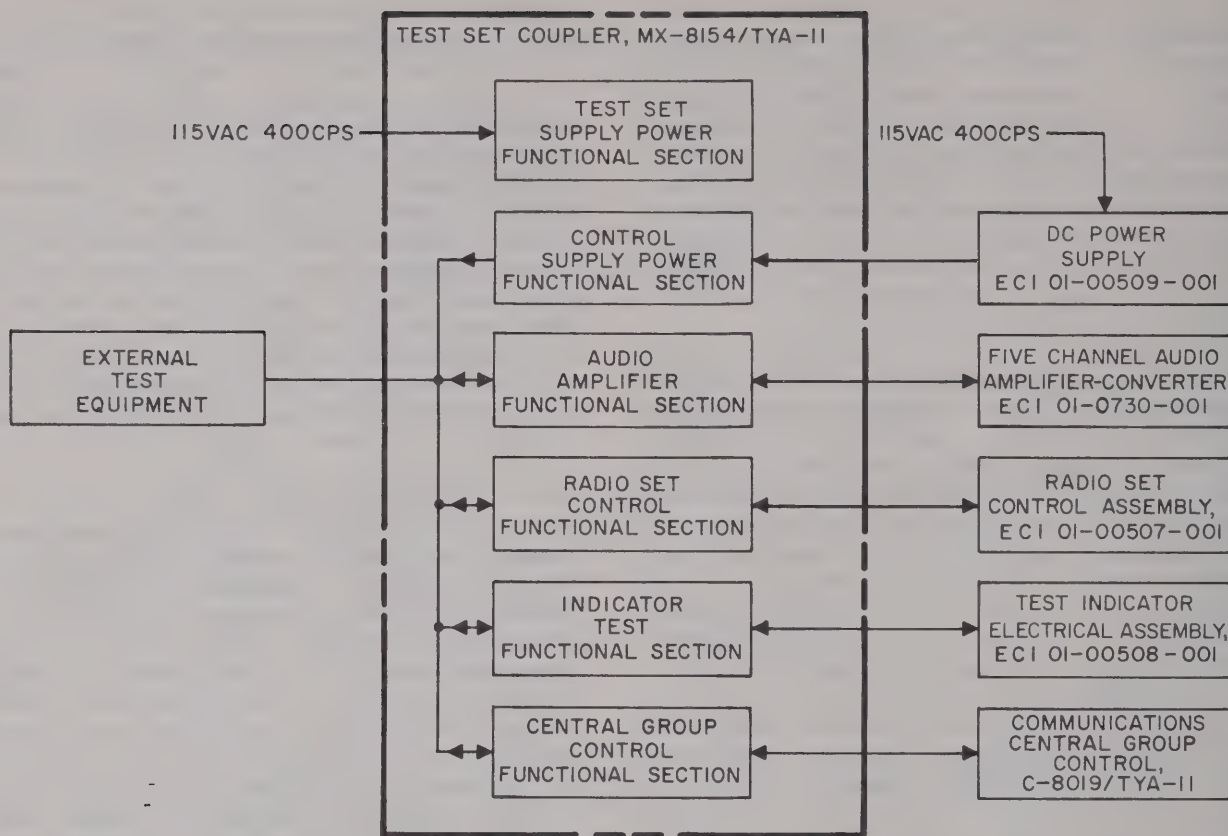 TEST SET COUPLER, MX-8154/TYA-11
TEST SET
SUPPLY POWER
FUNCTIONAL SECTION
115VAC 400CPS
115VAC 400CPS
CONTROL
SUPPLY POWER
FUNCTIONAL SECTION
DC POWER
SUPPLY
ECI 01-00509-001
EXTERNAL
TEST
EQUIPMENT
AUDIO
AMPLIFIER
FUNCTIONAL SECTION
FIVE CHANNEL AUDIO
AMPLIFIER-CONVERTER
ECI 01-0730-001
RADIO SET
CONTROL
FUNCTIONAL SECTION
RADIO SET
CONTROL ASSEMBLY,
ECI 01-00507-001
INDICATOR
TEST
FUNCTIONAL SECTION
TEST INDICATOR
ELECTRICAL ASSEMBLY,
ECI 01-00508-001
CENTRAL GROUP
CONTROL
FUNCTIONAL SECTION
COMMUNICATIONS
CENTRAL GROUP
CONTROL,
C-8019/TYA-11